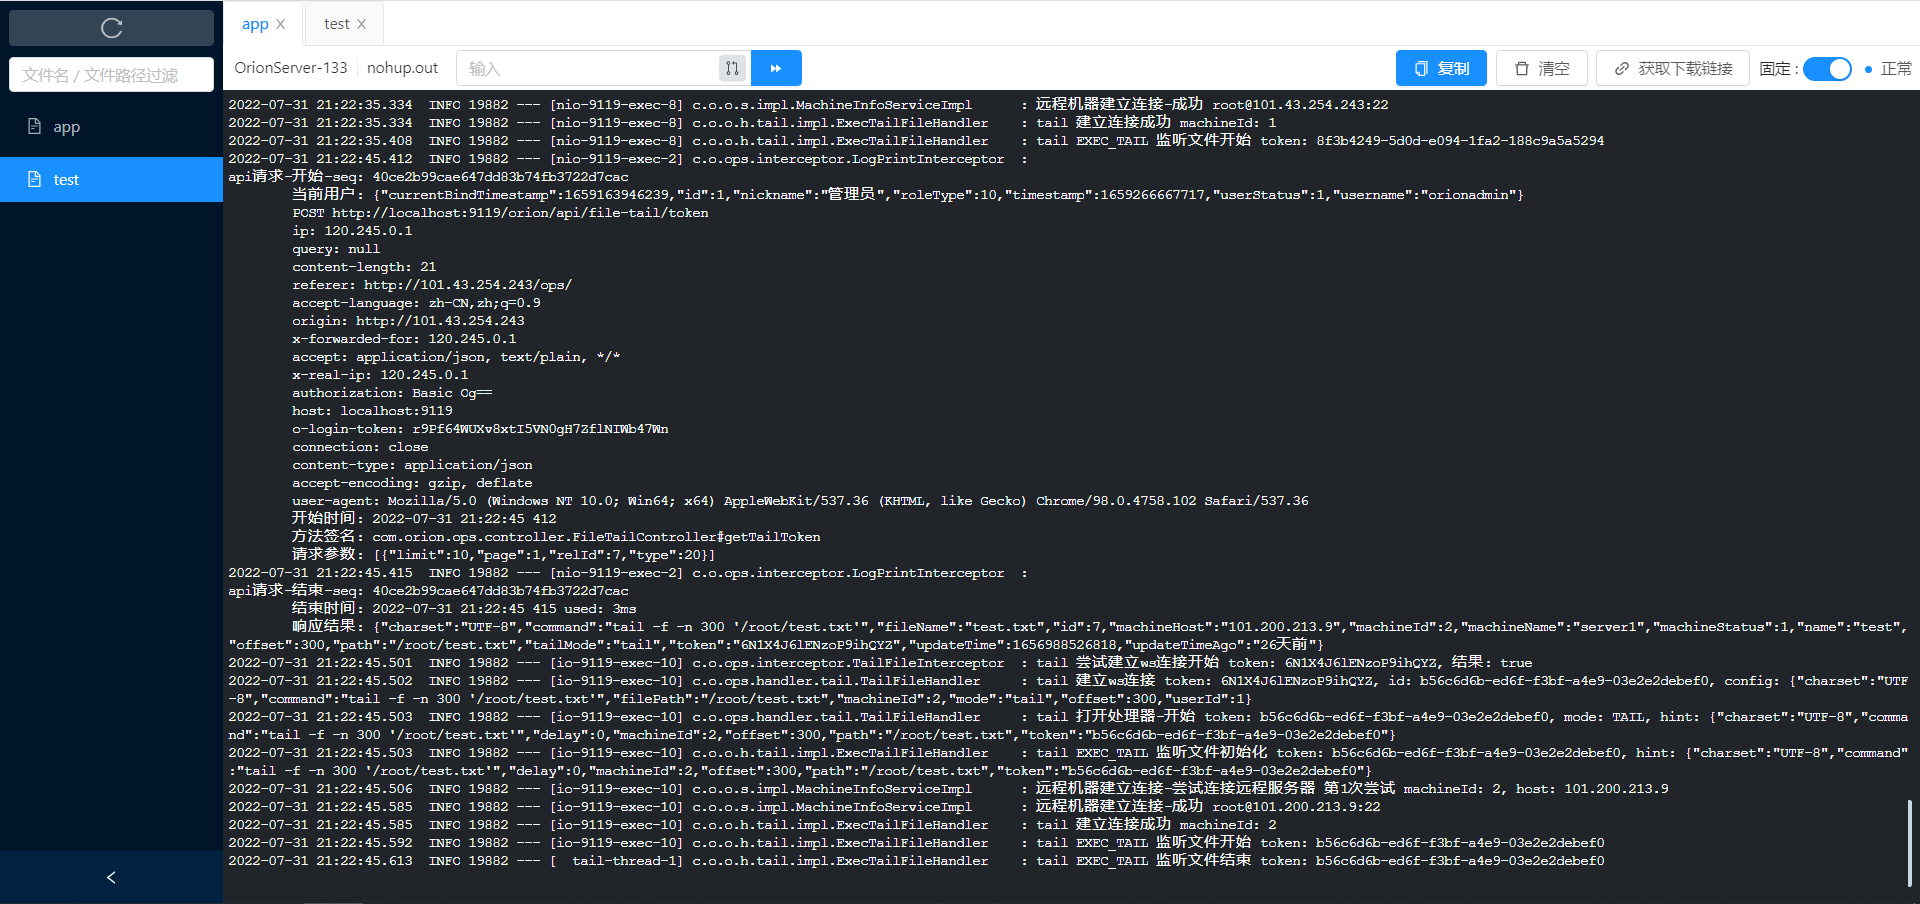 app
test
文件名 / 文件路径过滤
OrionServer-133
nohup.out
输入
复制
清空
获取下载链接
固定 :
正常
app
test
2022-07-31 21:22:35.334  INFO 19882 --- [nio-9119-exec-8] c.o.o.s.impl.MachineInfoServiceImpl      : 远程机器建立连接-成功 root@101.43.254.243:22
2022-07-31 21:22:35.334  INFO 19882 --- [nio-9119-exec-8] c.o.o.h.tail.impl.ExecTailFileHandler    : tail 建立连接成功 machineId: 1
2022-07-31 21:22:35.408  INFO 19882 --- [nio-9119-exec-8] c.o.o.h.tail.impl.ExecTailFileHandler    : tail EXEC_TAIL 监听文件开始 token: 8f3b4249-5d0d-e094-1fa2-188c9a5a5294
2022-07-31 21:22:45.412  INFO 19882 --- [nio-9119-exec-2] c.o.ops.interceptor.LogPrintInterceptor  :
api请求-开始-seq: 40ce2b99cae647dd83b74fb3722d7cac
当前用户: {"currentBindTimestamp":1659163946239,"id":1,"nickname":"管理员","roleType":10,"timestamp":1659266667717,"userStatus":1,"username":"orionadmin"}
POST http://localhost:9119/orion/api/file-tail/token
ip: 120.245.0.1
query: null
content-length: 21
referer: http://101.43.254.243/ops/
accept-language: zh-CN,zh;q=0.9
origin: http://101.43.254.243
x-forwarded-for: 120.245.0.1
accept: application/json, text/plain, */*
x-real-ip: 120.245.0.1
authorization: Basic Og==
host: localhost:9119
o-login-token: r9Pf64WUXv8xtI5VN0gH7ZflNIWb47Wn
connection: close
content-type: application/json
accept-encoding: gzip, deflate
user-agent: Mozilla/5.0 (Windows NT 10.0; Win64; x64) AppleWebKit/537.36 (KHTML, like Gecko) Chrome/98.0.4758.102 Safari/537.36
开始时间: 2022-07-31 21:22:45 412
方法签名: com.orion.ops.controller.FileTailController#getTailToken
请求参数: [{"limit":10,"page":1,"relId":7,"type":20}]
2022-07-31 21:22:45.415  INFO 19882 --- [nio-9119-exec-2] c.o.ops.interceptor.LogPrintInterceptor  :
api请求-结束-seq: 40ce2b99cae647dd83b74fb3722d7cac
结束时间: 2022-07-31 21:22:45 415 used: 3ms
响应结果: {"charset":"UTF-8","command":"tail -f -n 300 '/root/test.txt'","fileName":"test.txt","id":7,"machineHost":"101.200.213.9","machineId":2,"machineName":"server1","machineStatus":1,"name":"test",
"offset":300,"path":"/root/test.txt","tailMode":"tail","token":"6N1X4J6lENzoP9ihQYZ","updateTime":1656988526818,"updateTimeAgo":"26天前"}
2022-07-31 21:22:45.501  INFO 19882 --- [io-9119-exec-10] c.o.ops.interceptor.TailFileInterceptor  : tail 尝试建立ws连接开始 token: 6N1X4J6lENzoP9ihQYZ, 结果: true
2022-07-31 21:22:45.502  INFO 19882 --- [io-9119-exec-10] c.o.ops.handler.tail.TailFileHandler     : tail 建立ws连接 token: 6N1X4J6lENzoP9ihQYZ, id: b56c6d6b-ed6f-f3bf-a4e9-03e2e2debef0, config: {"charset":"UTF
-8","command":"tail -f -n 300 '/root/test.txt'","filePath":"/root/test.txt","machineId":2,"mode":"tail","offset":300,"userId":1}
2022-07-31 21:22:45.503  INFO 19882 --- [io-9119-exec-10] c.o.ops.handler.tail.TailFileHandler     : tail 打开处理器-开始 token: b56c6d6b-ed6f-f3bf-a4e9-03e2e2debef0, mode: TAIL, hint: {"charset":"UTF-8","comma
nd":"tail -f -n 300 '/root/test.txt'","delay":0,"machineId":2,"offset":300,"path":"/root/test.txt","token":"b56c6d6b-ed6f-f3bf-a4e9-03e2e2debef0"}
2022-07-31 21:22:45.503  INFO 19882 --- [io-9119-exec-10] c.o.o.h.tail.impl.ExecTailFileHandler    : tail EXEC_TAIL 监听文件初始化 token: b56c6d6b-ed6f-f3bf-a4e9-03e2e2debef0, hint: {"charset":"UTF-8","command"
:"tail -f -n 300 '/root/test.txt'","delay":0,"machineId":2,"offset":300,"path":"/root/test.txt","token":"b56c6d6b-ed6f-f3bf-a4e9-03e2e2debef0"}
2022-07-31 21:22:45.506  INFO 19882 --- [io-9119-exec-10] c.o.o.s.impl.MachineInfoServiceImpl      : 远程机器建立连接-尝试连接远程服务器 第1次尝试 machineId: 2, host: 101.200.213.9
2022-07-31 21:22:45.585  INFO 19882 --- [io-9119-exec-10] c.o.o.s.impl.MachineInfoServiceImpl      : 远程机器建立连接-成功 root@101.200.213.9:22
2022-07-31 21:22:45.585  INFO 19882 --- [io-9119-exec-10] c.o.o.h.tail.impl.ExecTailFileHandler    : tail 建立连接成功 machineId: 2
2022-07-31 21:22:45.592  INFO 19882 --- [io-9119-exec-10] c.o.o.h.tail.impl.ExecTailFileHandler    : tail EXEC_TAIL 监听文件开始 token: b56c6d6b-ed6f-f3bf-a4e9-03e2e2debef0
2022-07-31 21:22:45.613  INFO 19882 --- [  tail-thread-1] c.o.o.h.tail.impl.ExecTailFileHandler    : tail EXEC_TAIL 监听文件结束 token: b56c6d6b-ed6f-f3bf-a4e9-03e2e2debef0